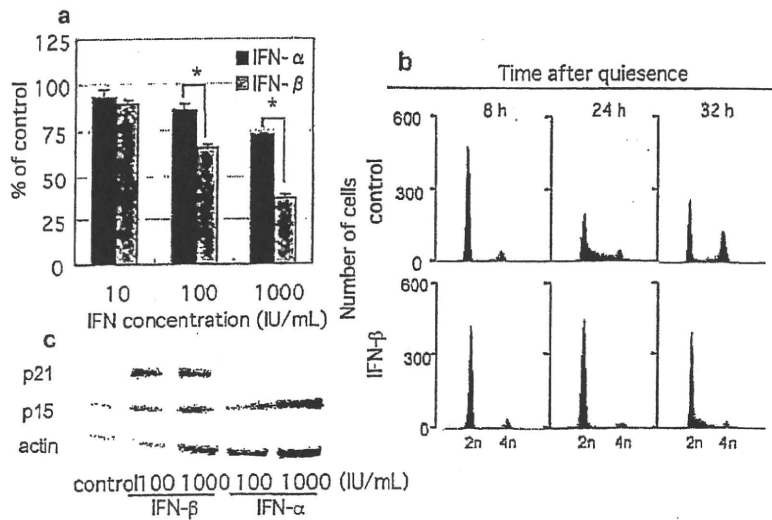 a
125
100
75
50
25
0
% of control
IFN-α
IFN-β
*
*
10 100 1000
IFN concentration (IU/mL)
b
Time after quiesence
8 h 24 h 32 h
600
300
0
Number of cells
control
600
300
0
IFN-β
2n 4n 2n 4n 2n 4n
c
p21
p15
actin
control 100 1000 100 1000 (IU/mL)
IFN-β IFN-α